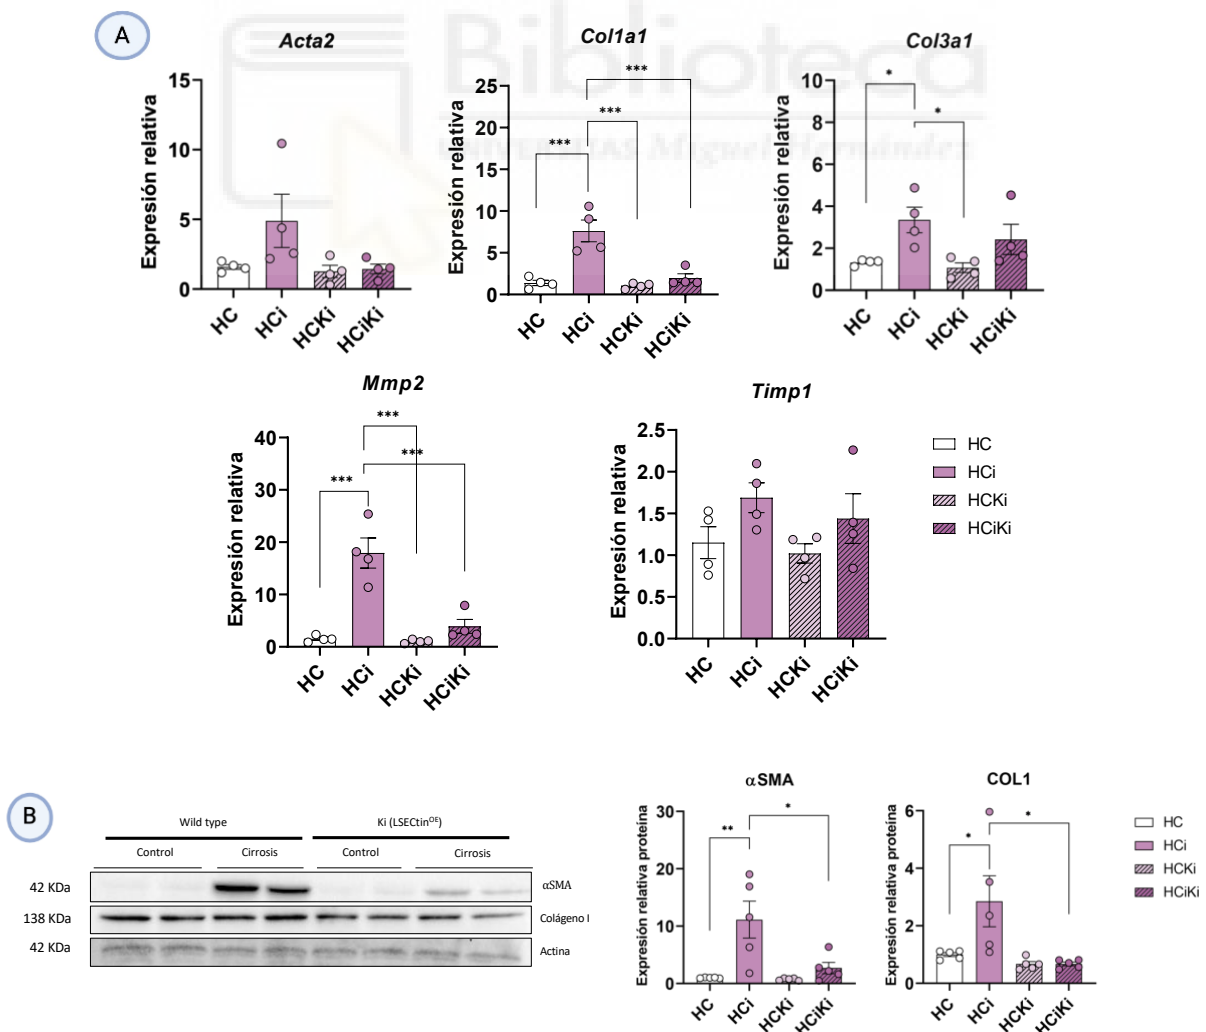 Biblioteca
UNIVERSITAS Miguel Hernández
A
Acta2
Expresión relativa
15
10
5
0
HC
HCi
HCKi
HCiKi
Col1a1
Expresión relativa
25
20
15
10
5
0
***
***
***
HC
HCi
HCKi
HCiKi
Col3a1
Expresión relativa
10
8
6
4
2
0
*
*
HC
HCi
HCKi
HCiKi
Mmp2
Expresión relativa
40
30
20
10
0
***
***
***
HC
HCi
HCKi
HCiKi
Timp1
Expresión relativa
2.5
2.0
1.5
1.0
0.5
0.0
HC
HCi
HCKi
HCiKi
HC
HCi
HCKi
HCiKi
B
Wild type
Ki (LSECtinOE)
Control
Cirrosis
Control
Cirrosis
42 KDa
αSMA
138 KDa
Colágeno I
42 KDa
Actina
αSMA
Expresión relativa proteina
30
20
10
0
**
*
HC
HCi
HCKi
HCiKi
COL1
Expresión relativa proteina
6
4
2
0
*
*
HC
HCi
HCKi
HCiKi
HC
HCi
HCKi
HCiKi